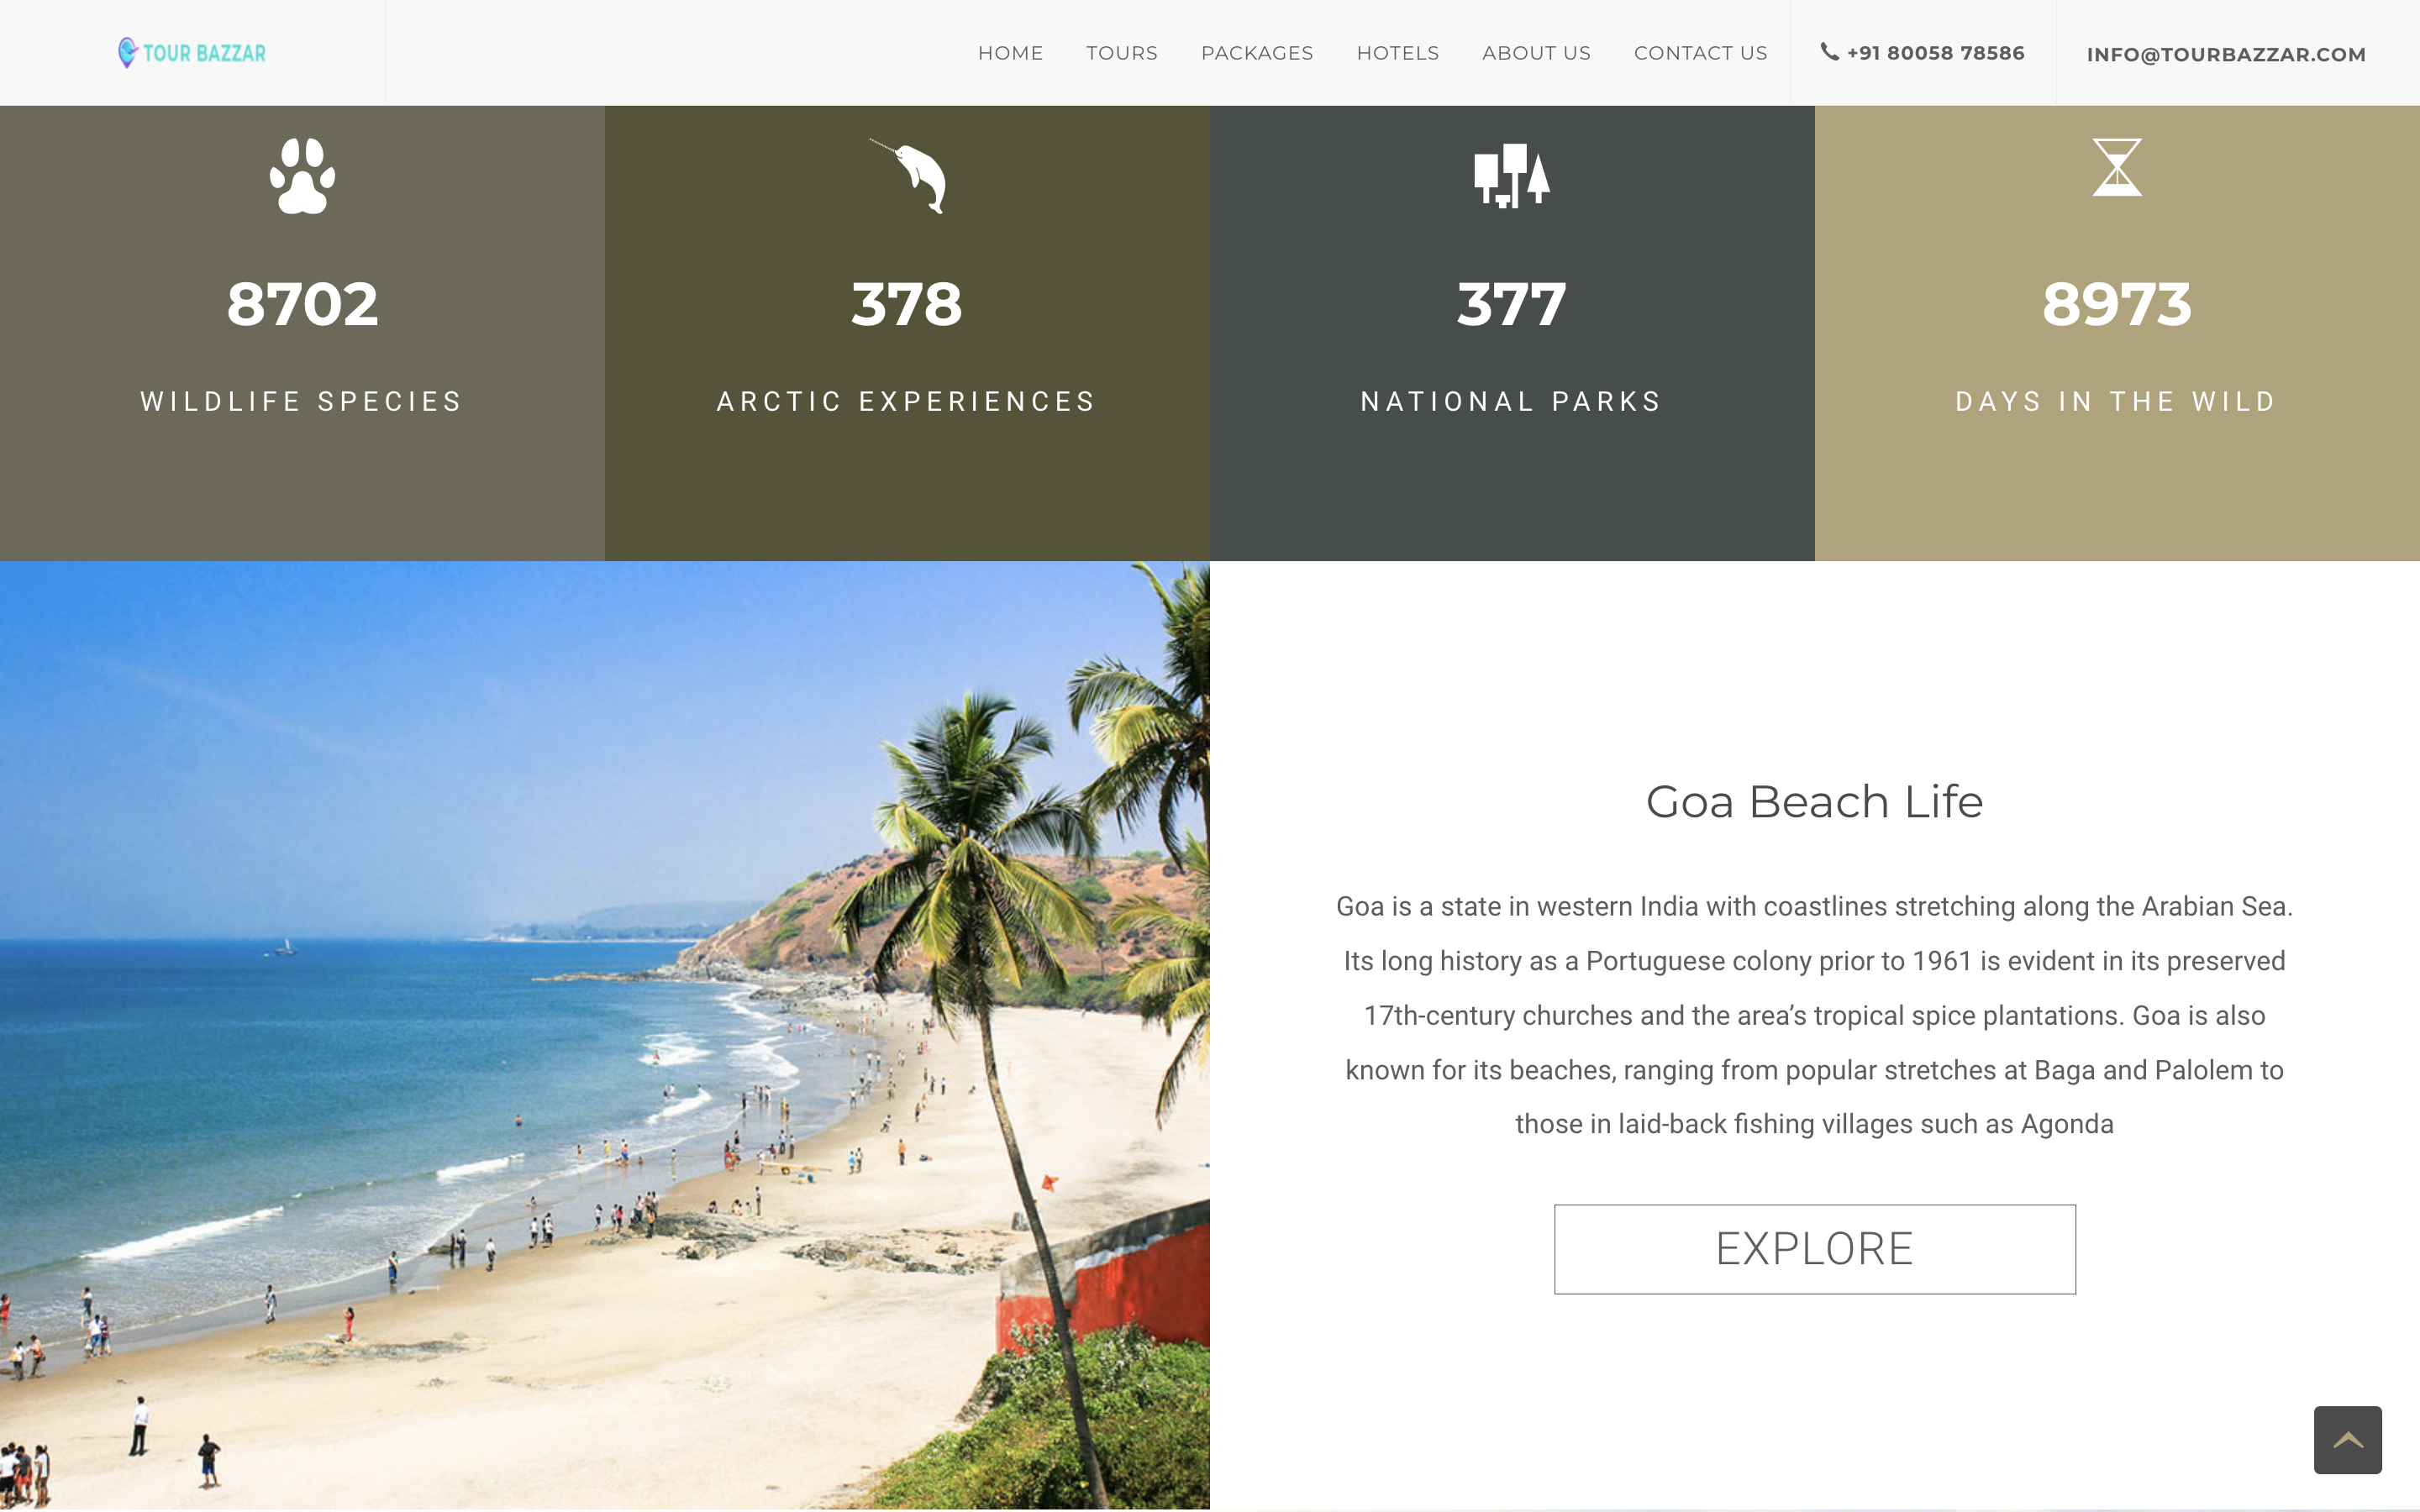 TOUR BAZZAR
HOME TOURS PACKAGES HOTELS ABOUT US CONTACT US +91 80058 78586 INFO@TOURBAZZAR.COM
8702 378 377 8973
WILDLIFE SPECIES ARCTIC EXPERIENCES NATIONAL PARKS DAYS IN THE WILD
Goa Beach Life
Goa is a state in western India with coastlines stretching along the Arabian Sea.
Its long history as a Portuguese colony prior to 1961 is evident in its preserved
17th-century churches and the area’s tropical spice plantations. Goa is also
known for its beaches, ranging from popular stretches at Baga and Palolem to
those in laid-back fishing villages such as Agonda
EXPLORE